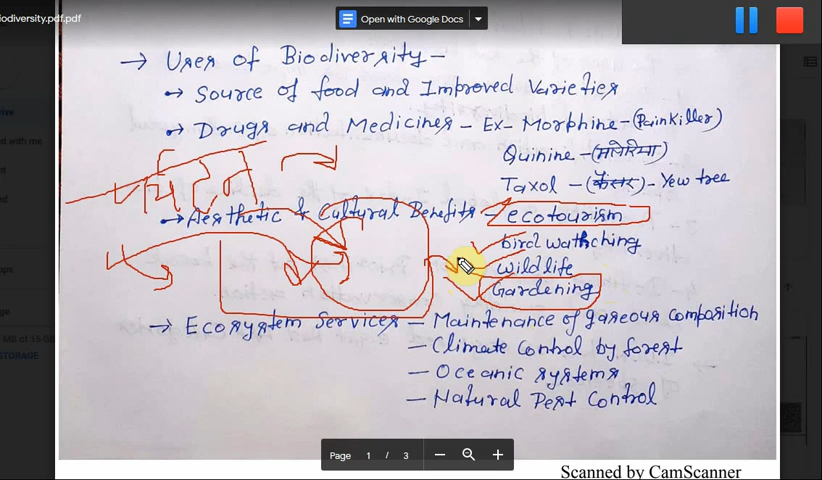 iodiversity.pdf.pdf
Open with Google Docs
→ Uses of Biodiversity –
→ Source of food and Improved Varieties
→ Drugs and Medicines – Ex- Morphine – (Painkiller)
Quinine – (मलेरिया)
Taxol – (कैंसर) – Yew tree
→ Aesthetic & Cultural Benefits – ecotourism
bird watching
wildlife
Gardening
→ Ecosystem Services – Maintenance of gaseous composition
– Climate control by forest
– Oceanic systems
– Natural Pest Control
Page 1 / 3
Scanned by CamScanner